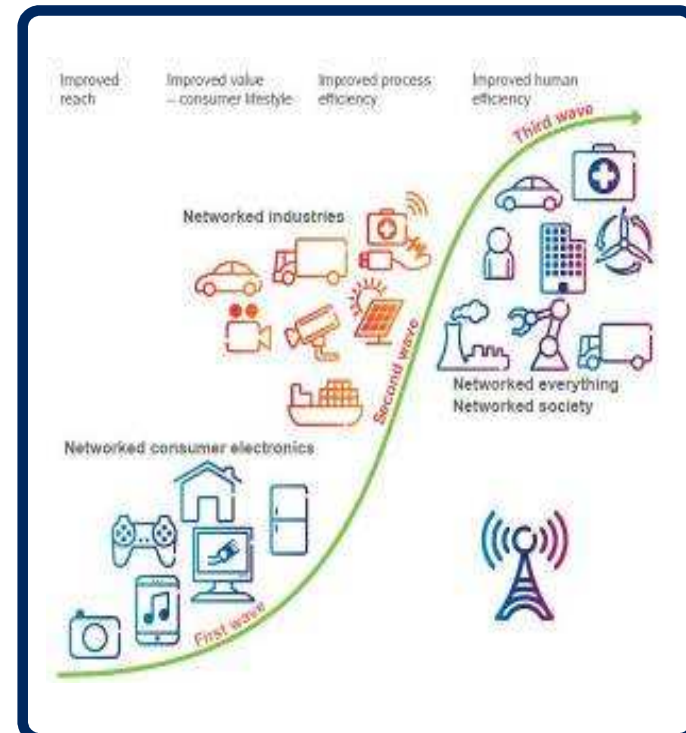 Improved
reach
Improved value
– consumer lifestyle
Improved process
efficiency
Improved human
efficiency
Third wave
Networked industries
Second wave
Networked everything
Networked society
Networked consumer electronics
First wave